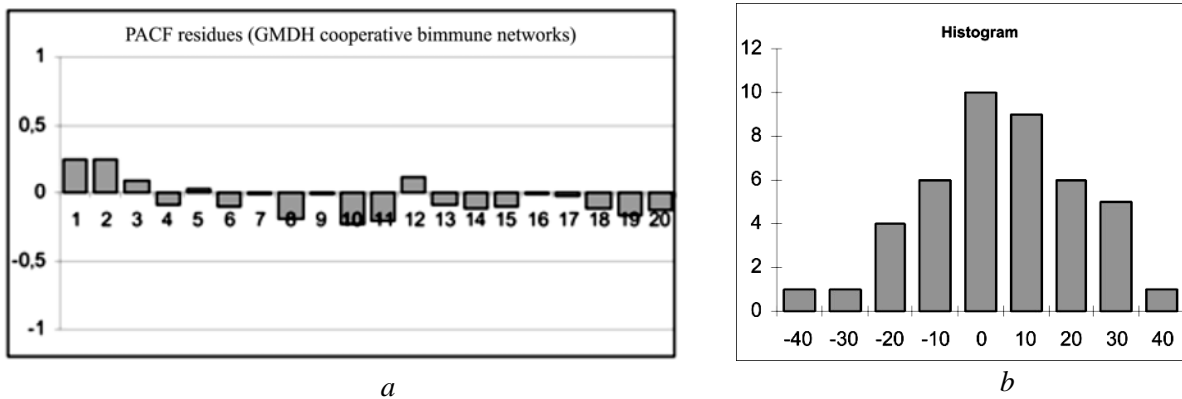 PACF residues (GMDH cooperative bimmune networks)
1
0,5
0
1 2 3 4 5 6 7 8 9 10 11 12 13 14 15 16 17 18 19 20
-0,5
-1
a
Histogram
12
10
8
6
4
2
0
-40 -30 -20 -10 0 10 20 30 40
b